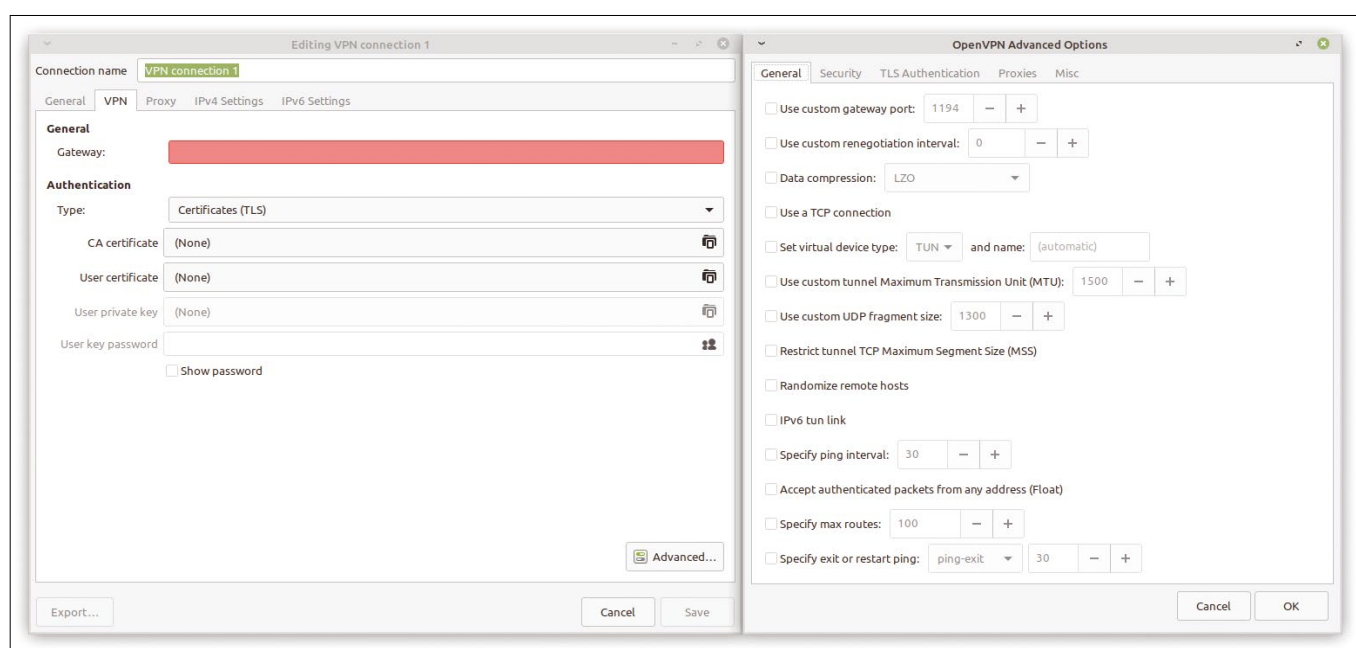 Editing VPN connection 1
Connection name VPN connection 1
General VPN Proxy IPv4 Settings IPv6 Settings
General
Gateway:
Authentication
Type: Certificates (TLS)
CA certificate (None)
User certificate (None)
User private key (None)
User key password
Show password
Advanced...
Export... Cancel Save
OpenVPN Advanced Options
General Security TLS Authentication Proxies Misc
Use custom gateway port: 1194 − +
Use custom renegotiation interval: 0 − +
Data compression: LZO
Use a TCP connection
Set virtual device type: TUN and name: (automatic)
Use custom tunnel Maximum Transmission Unit (MTU): 1500 − +
Use custom UDP fragment size: 1300 − +
Restrict tunnel TCP Maximum Segment Size (MSS)
Randomize remote hosts
IPv6 tun link
Specify ping interval: 30 − +
Accept authenticated packets from any address (Float)
Specify max routes: 100 − +
Specify exit or restart ping: ping-exit 30 − +
Cancel OK